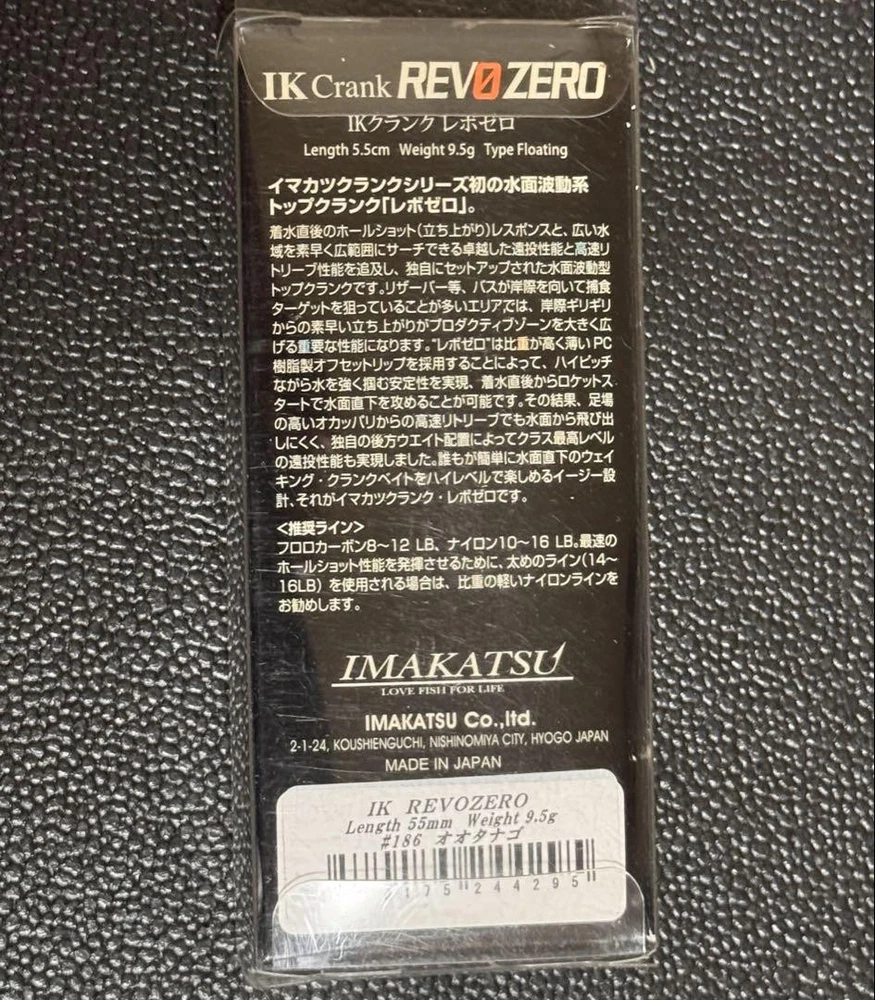 IK Crank REVO ZERO
IKクランク レボゼロ
Length 5.5cm Weight 9.5g Type Floating
イマカツクランクシリーズ初の水面波動系
トップクランク「レボゼロ」。
着水直後のホールショット(立ち上がり)レスポンスと、広い水
域を素早く広範囲にサーチできる卓越した遠投性能と高速リ
トリーブ性能を追及し、独自にセットアップされた水面波動型
トップクランクです。リザーバー等、バスが岸際を向いて捕食
ターゲットを狙っていることが多いエリアでは、岸際ギリギリ
からの素早い立ち上がりがプロダクティブゾーンを大きく広
げる重要な性能になります。"レボゼロ"は比重が高く薄いPC
樹脂製オフセットリップを採用することによって、ハイピッチ
ながら水を強く掴む安定性を実現、着水直後からロケットス
タートで水面直下を攻めることが可能です。その結果、足場
の高いオカッパリからの高速リトリーブでも水面から飛び出
しにくく、独自の後方ウエイト配置によってクラス最高レベル
の遠投性能も実現しました。誰もが簡単に水面直下のウェイ
キング・クランクベイトをハイレベルで楽しめるイージー設
計、それがイマカツクランク・レボゼロです。
<推奨ライン>
フロロカーボン8〜12 LB、ナイロン10〜16 LB。最速の
ホールショット性能を発揮させるために、太めのライン(14〜
16LB)を使用される場合は、比重の軽いナイロンラインを
お勧めします。
IMAKATSU
LOVE FISH FOR LIFE
IMAKATSU Co.,ltd.
2-1-24, KOUSHIENGUCHI, NISHINOMIYA CITY, HYOGO JAPAN
MADE IN JAPAN
IK REVOZERO
Length 55mm Weight 9,5g
#186 オオタナゴ
175 244295